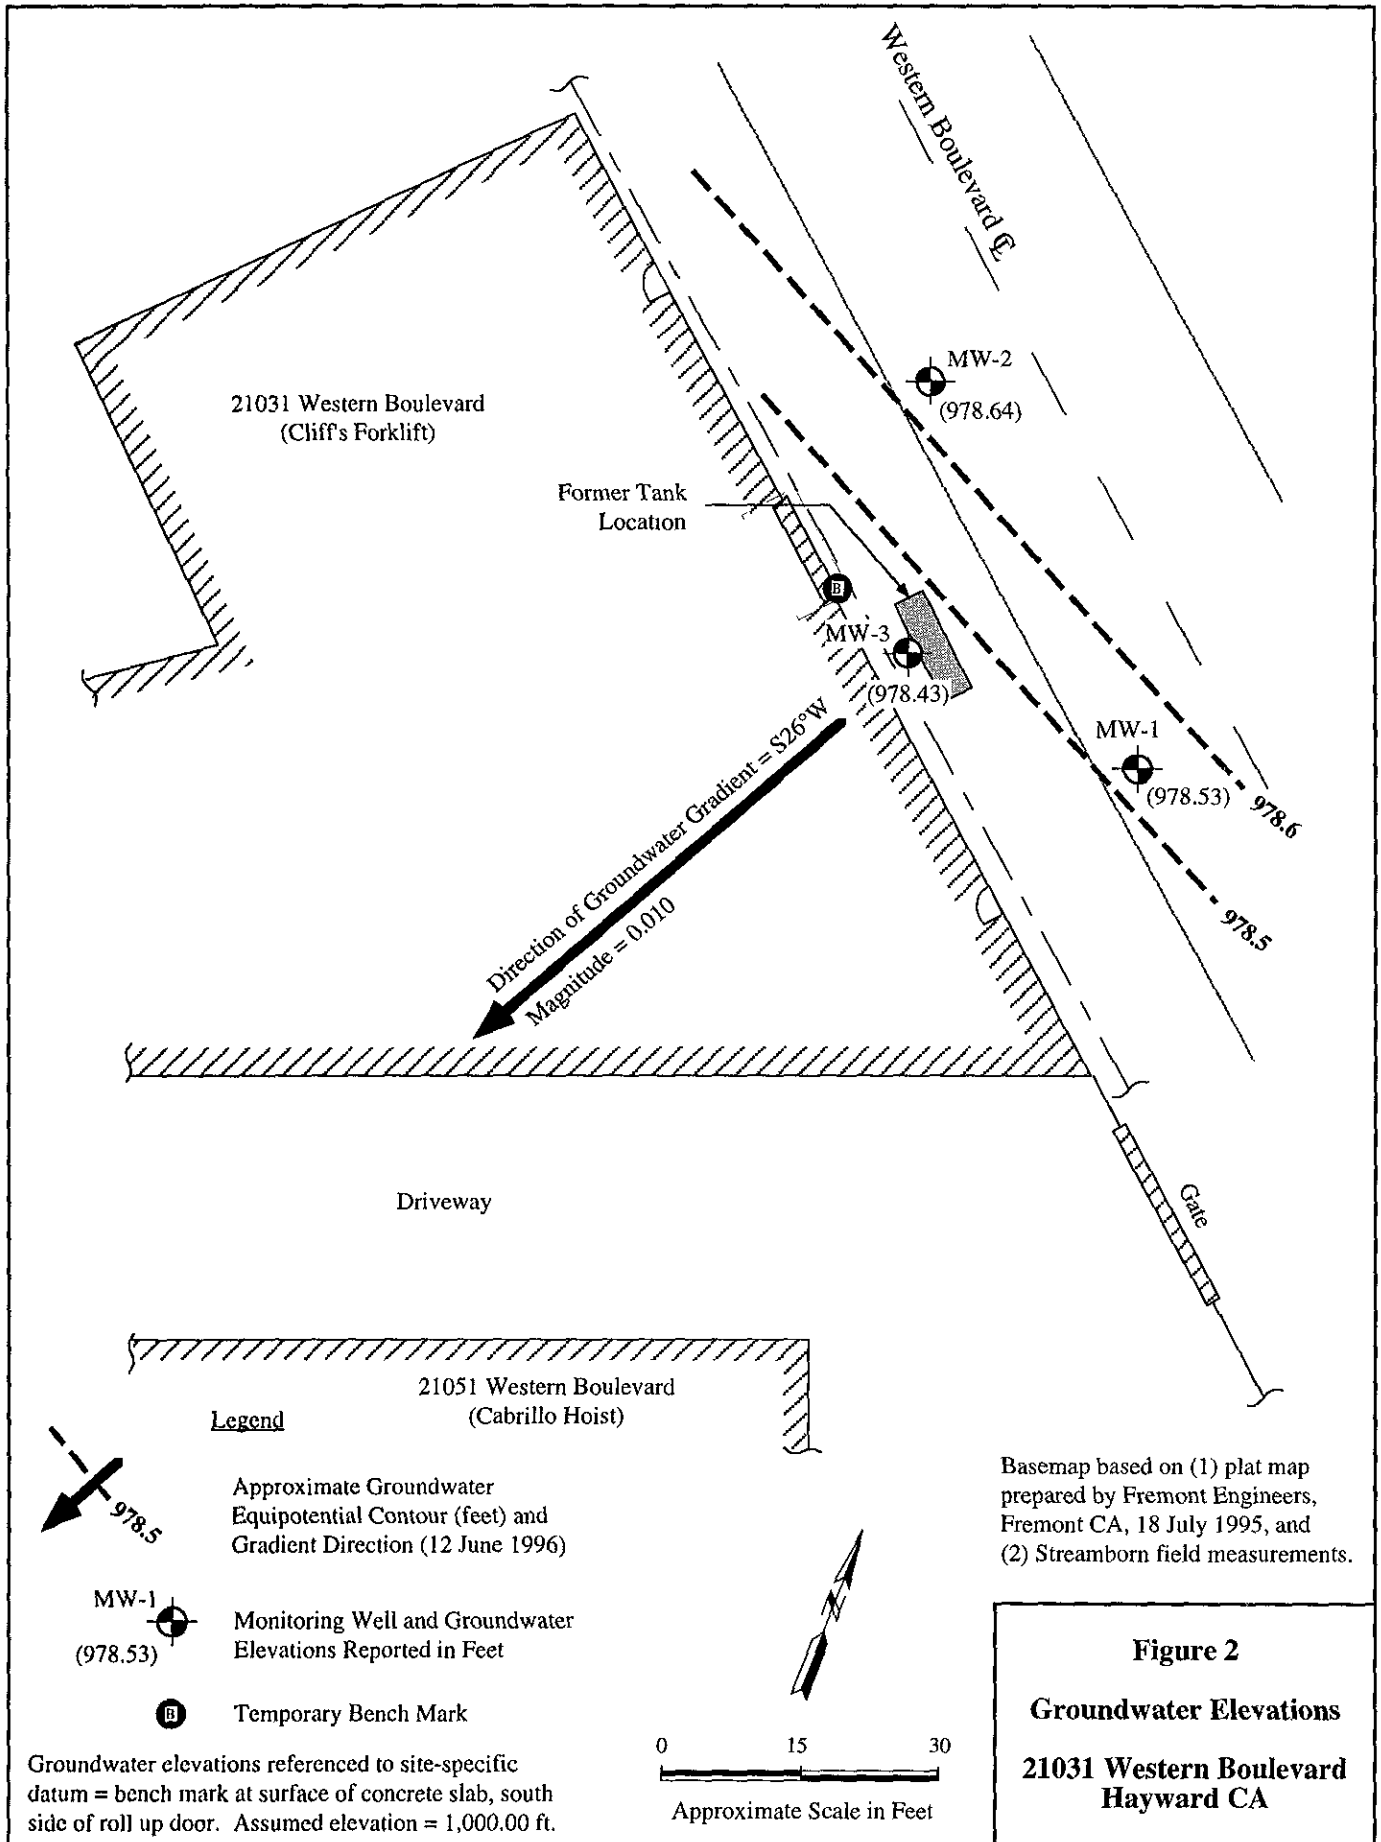 Western Boulevard ℄
MW-2
(978.64)
21031 Western Boulevard
(Cliff's Forklift)
Former Tank
Location
B
MW-3
(978.43)
MW-1
(978.53)
978.6
978.5
Direction of Groundwater Gradient = S26°W
Magnitude = 0.010
Driveway
Gate
21051 Western Boulevard
(Cabrillo Hoist)
Legend
978.5
Approximate Groundwater
Equipotential Contour (feet) and
Gradient Direction (12 June 1996)
MW-1
(978.53)
Monitoring Well and Groundwater
Elevations Reported in Feet
B
Temporary Bench Mark
Groundwater elevations referenced to site-specific
datum = bench mark at surface of concrete slab, south
side of roll up door. Assumed elevation = 1,000.00 ft.
N
0 15 30
Approximate Scale in Feet
Basemap based on (1) plat map
prepared by Fremont Engineers,
Fremont CA, 18 July 1995, and
(2) Streamborn field measurements.
Figure 2
Groundwater Elevations
21031 Western Boulevard
Hayward CA